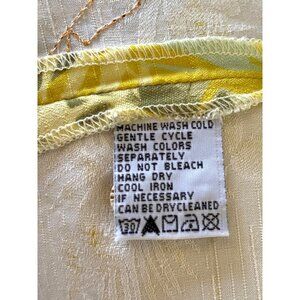 MACHINE WASH COLD
GENTLE CYCLE
WASH COLORS
SEPARATELY
DO NOT BLEACH
HANG DRY
COOL IRON
IF NECESSARY
CAN BE DRYCLEANED
30